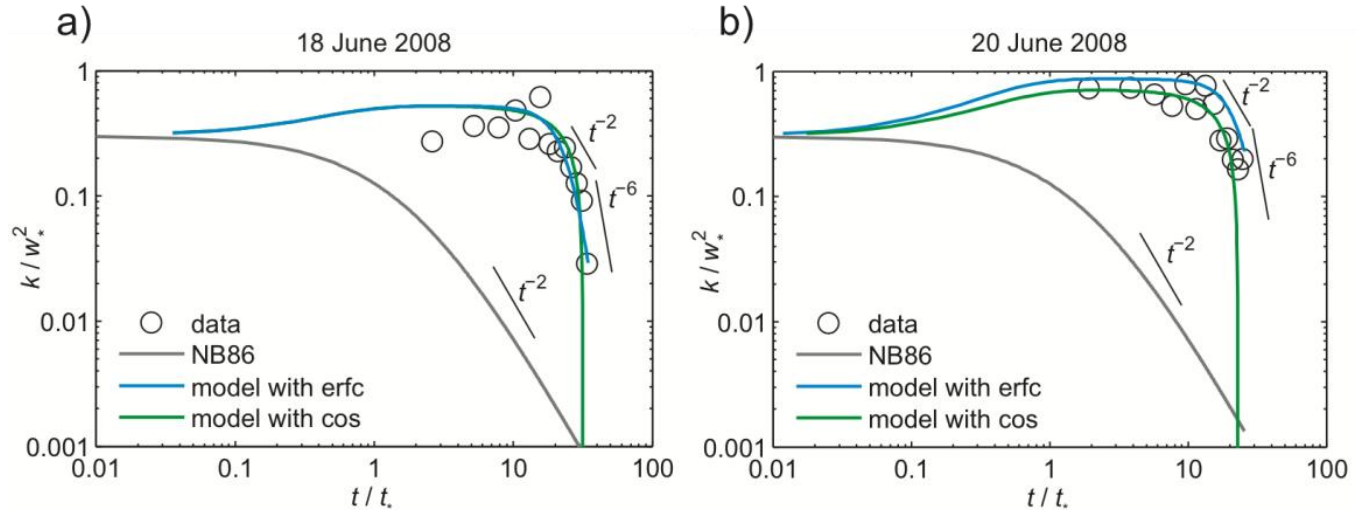 a)
18 June 2008
1
0.1
0.01
0.001
k / w*²
t⁻²
t⁻⁶
t⁻²
data
NB86
model with erfc
model with cos
0.01
0.1
1
10
100
t / t*
b)
20 June 2008
1
0.1
0.01
0.001
k / w*²
t⁻²
t⁻⁶
t⁻²
data
NB86
model with erfc
model with cos
0.01
0.1
1
10
100
t / t*